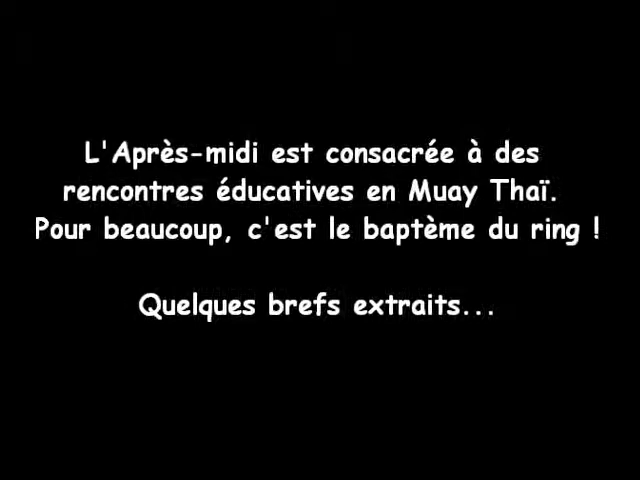 L'Après-midi est consacrée à des
rencontres éducatives en Muay Thaï.
Pour beaucoup, c'est le baptème du ring !
Quelques brefs extraits...